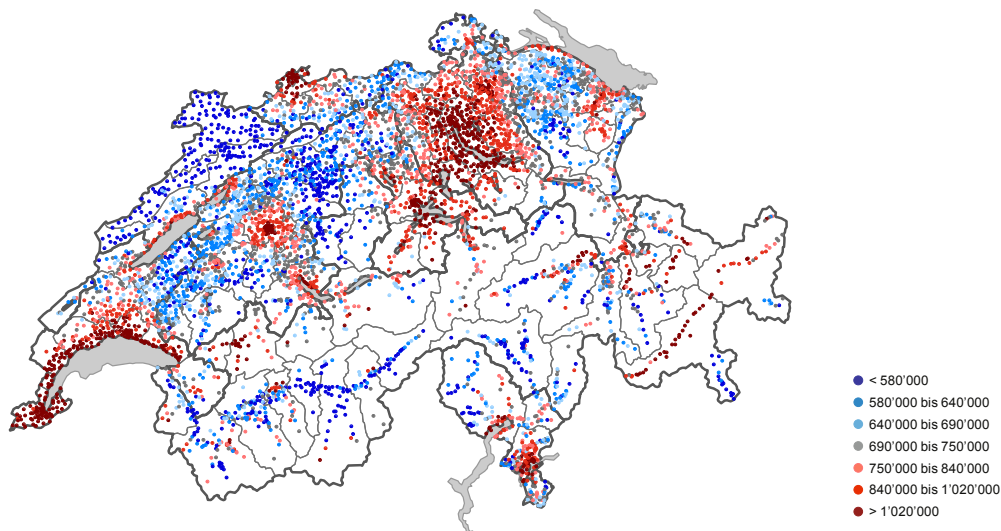 < 580’000
580’000 bis 640’000
640’000 bis 690’000
690’000 bis 750’000
750’000 bis 840’000
840’000 bis 1’020’000
> 1’020’000